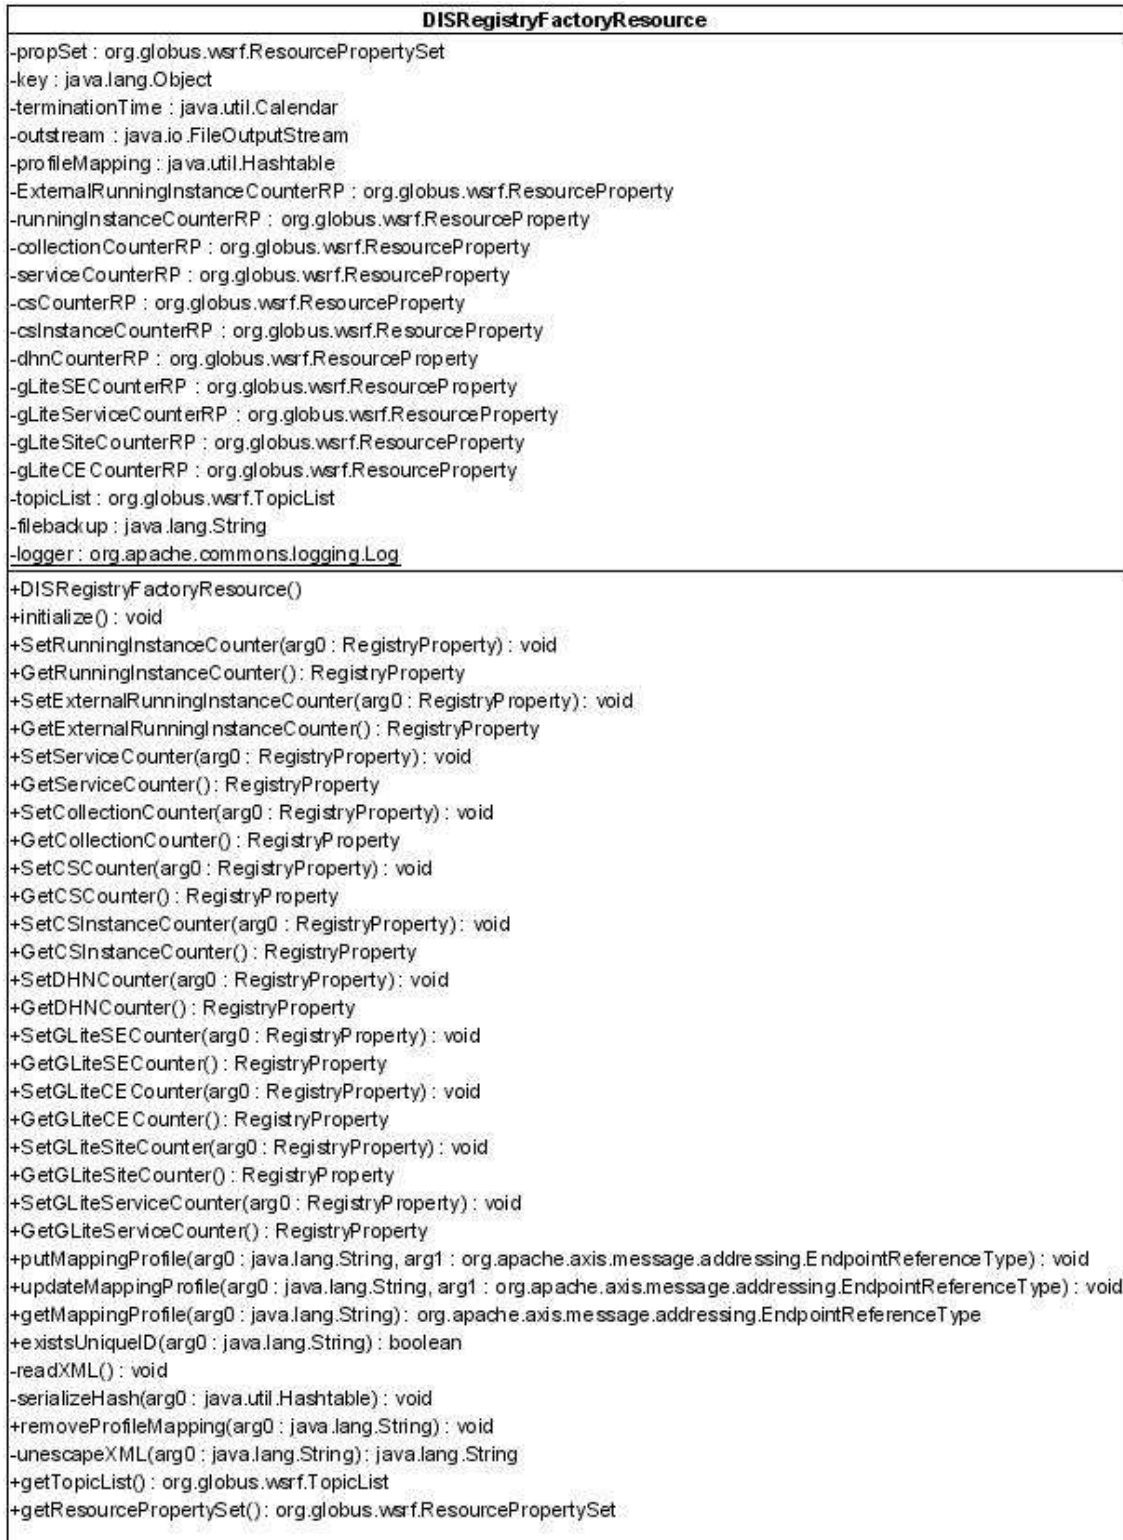 DISRegistryFactoryResource
-propSet : org.globus.wsrf.ResourcePropertySet
-key : java.lang.Object
-terminationTime : java.util.Calendar
-outstream : java.io.FileOutputStream
-profileMapping : java.util.Hashtable
-ExternalRunningInstanceCounterRP : org.globus.wsrf.ResourceProperty
-runningInstanceCounterRP : org.globus.wsrf.ResourceProperty
-collectionCounterRP : org.globus.wsrf.ResourceProperty
-serviceCounterRP : org.globus.wsrf.ResourceProperty
-csCounterRP : org.globus.wsrf.ResourceProperty
-csInstanceCounterRP : org.globus.wsrf.ResourceProperty
-dhnCounterRP : org.globus.wsrf.ResourceProperty
-gLiteSECounterRP : org.globus.wsrf.ResourceProperty
-gLiteServiceCounterRP : org.globus.wsrf.ResourceProperty
-gLiteSiteCounterRP : org.globus.wsrf.ResourceProperty
-gLiteCECounterRP : org.globus.wsrf.ResourceProperty
-topicList : org.globus.wsrf.TopicList
-filebackup : java.lang.String
-logger : org.apache.commons.logging.Log
+DISRegistryFactoryResource()
+initialize() : void
+SetRunningInstanceCounter(arg0 : RegistryProperty) : void
+GetRunningInstanceCounter() : RegistryProperty
+SetExternalRunningInstanceCounter(arg0 : RegistryProperty) : void
+GetExternalRunningInstanceCounter() : RegistryProperty
+SetServiceCounter(arg0 : RegistryProperty) : void
+GetServiceCounter() : RegistryProperty
+SetCollectionCounter(arg0 : RegistryProperty) : void
+GetCollectionCounter() : RegistryProperty
+SetCSCounter(arg0 : RegistryProperty) : void
+GetCSCounter() : RegistryProperty
+SetCSInstanceCounter(arg0 : RegistryProperty) : void
+GetCSInstanceCounter() : RegistryProperty
+SetDHNCounter(arg0 : RegistryProperty) : void
+GetDHNCounter() : RegistryProperty
+SetGLiteSECounter(arg0 : RegistryProperty) : void
+GetGLiteSECounter() : RegistryProperty
+SetGLiteCECounter(arg0 : RegistryProperty) : void
+GetGLiteCECounter() : RegistryProperty
+SetGLiteSiteCounter(arg0 : RegistryProperty) : void
+GetGLiteSiteCounter() : RegistryProperty
+SetGLiteServiceCounter(arg0 : RegistryProperty) : void
+GetGLiteServiceCounter() : RegistryProperty
+putMappingProfile(arg0 : java.lang.String, arg1 : org.apache.axis.message.addressing.EndpointReferenceType) : void
+updateMappingProfile(arg0 : java.lang.String, arg1 : org.apache.axis.message.addressing.EndpointReferenceType) : void
+getMappingProfile(arg0 : java.lang.String) : org.apache.axis.message.addressing.EndpointReferenceType
+existsUniqueID(arg0 : java.lang.String) : boolean
-readXML() : void
-serializeHash(arg0 : java.util.Hashtable) : void
+removeProfileMapping(arg0 : java.lang.String) : void
-unescapeXML(arg0 : java.lang.String) : java.lang.String
+getTopicList() : org.globus.wsrf.TopicList
+getResourcePropertySet() : org.globus.wsrf.ResourcePropertySet